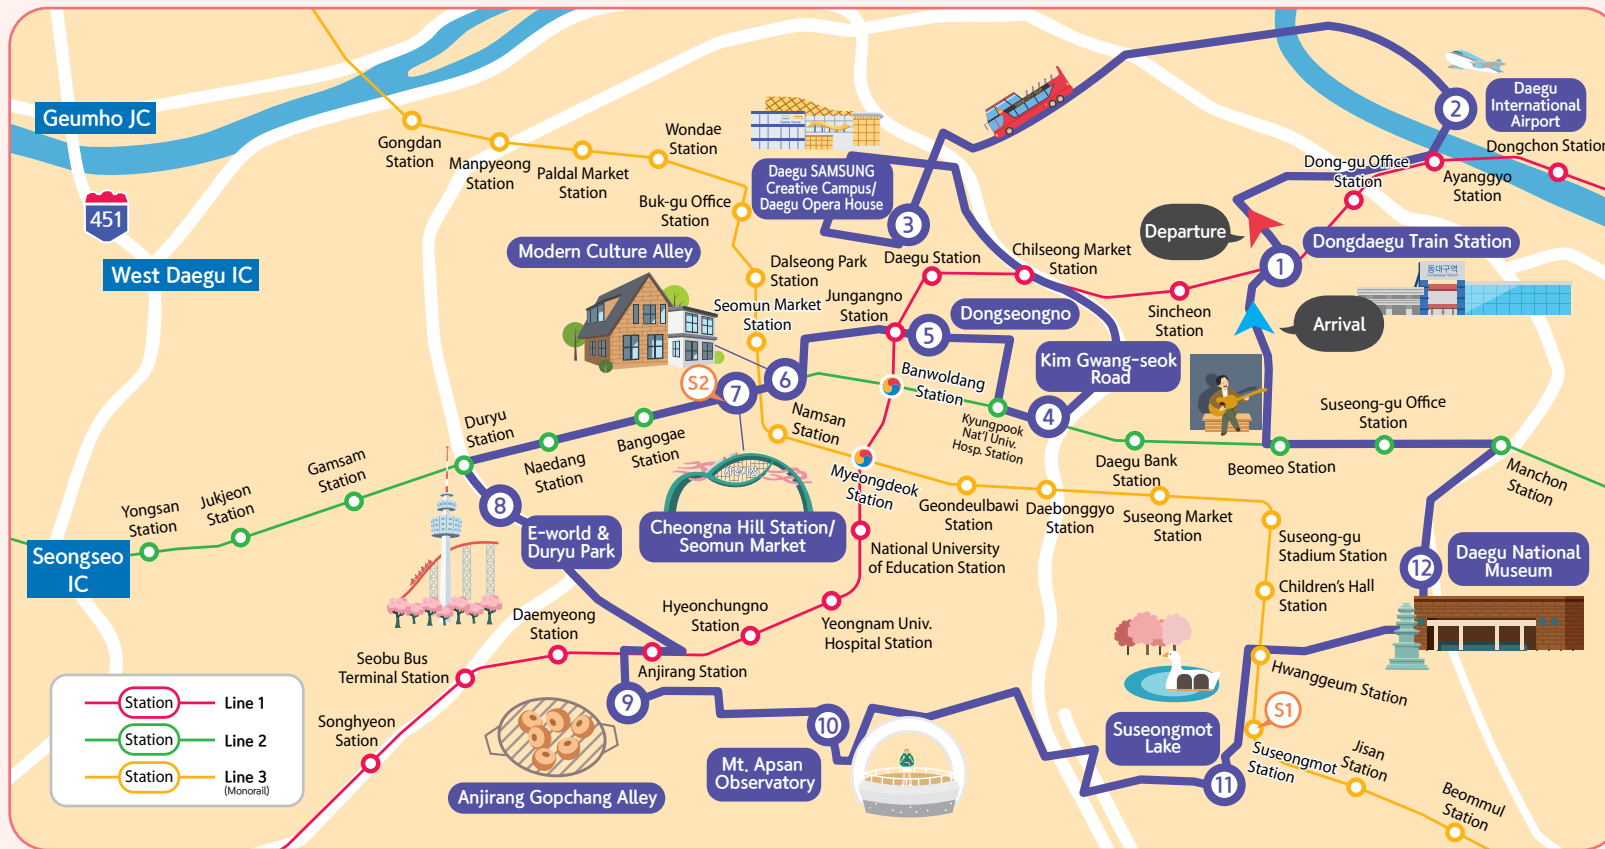 Geumho JC
451
West Daegu IC
Seongseo
IC
Gongdan
Station
Manpyeong
Station
Paldal Market
Station
Wondae
Station
Buk-gu Office
Station
Dalseong Park
Station
Seomun Market
Station
Modern Culture Alley
Daegu SAMSUNG
Creative Campus/
Daegu Opera House
3
2
Daegu
International
Airport
Dongchon Station
Dong-gu Office
Station
Ayanggyo
Station
Departure
1
Dongdaegu Train Station
동대구역
Arrival
Daegu Station
Chilseong Market
Station
Sincheon
Station
Jungangno
Station
5
Dongseongno
Kim Gwang-seok
Road
4
Banwoldang
Station
Kyungpook
Nat'l Univ.
Hosp. Station
6
7
S2
Namsan
Station
Myeongdeok
Station
Duryu
Station
Naedang
Station
Bangogae
Station
Gamsam
Station
Jukjeon
Station
Yongsan
Station
8
E-world &
Duryu Park
Cheongna Hill Station/
Seomun Market
Geondeulbawi
Station
Daebonggyo
Station
Daegu Bank
Station
Suseong Market
Station
Beomeo Station
Suseong-gu Office
Station
Manchon
Station
Suseong-gu
Stadium Station
Children's Hall
Station
12
Daegu National
Museum
National University
of Education Station
Yeongnam Univ.
Hospital Station
Hyeonchungno
Station
Daemyeong
Station
Anjirang Station
Seobu Bus
Terminal Station
Songhyeon
Sation
9
Anjirang Gopchang Alley
10
Mt. Apsan
Observatory
Suseongmot
Lake
11
Hwanggeum Station
S1
Suseongmot
Station
Jisan
Station
Beommul
Station
Station
Line 1
Station
Line 2
Station
Line 3
(Monorail)